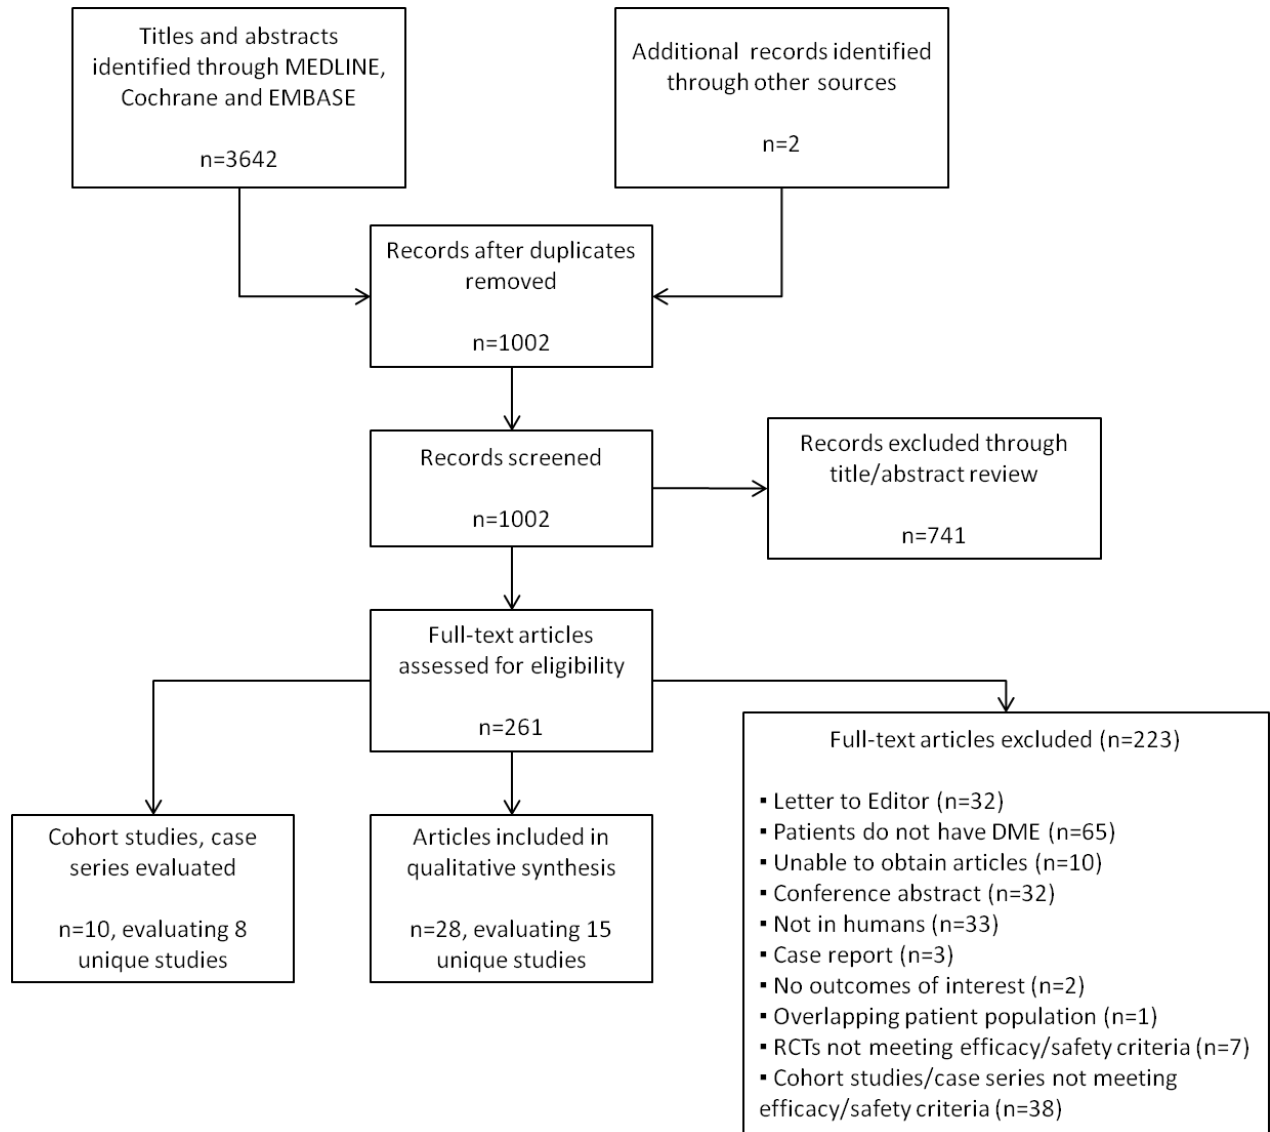 Titles and abstracts
identified through MEDLINE,
Cochrane and EMBASE
n=3642
Additional records identified
through other sources
n=2
Records after duplicates
removed
n=1002
Records screened
n=1002
Records excluded through
title/abstract review
n=741
Full-text articles
assessed for eligibility
n=261
Cohort studies, case
series evaluated
n=10, evaluating 8
unique studies
Articles included in
qualitative synthesis
n=28, evaluating 15
unique studies
Full-text articles excluded (n=223)
▪ Letter to Editor (n=32)
▪ Patients do not have DME (n=65)
▪ Unable to obtain articles (n=10)
▪ Conference abstract (n=32)
▪ Not in humans (n=33)
▪ Case report (n=3)
▪ No outcomes of interest (n=2)
▪ Overlapping patient population (n=1)
▪ RCTs not meeting efficacy/safety criteria (n=7)
▪ Cohort studies/case series not meeting
efficacy/safety criteria (n=38)